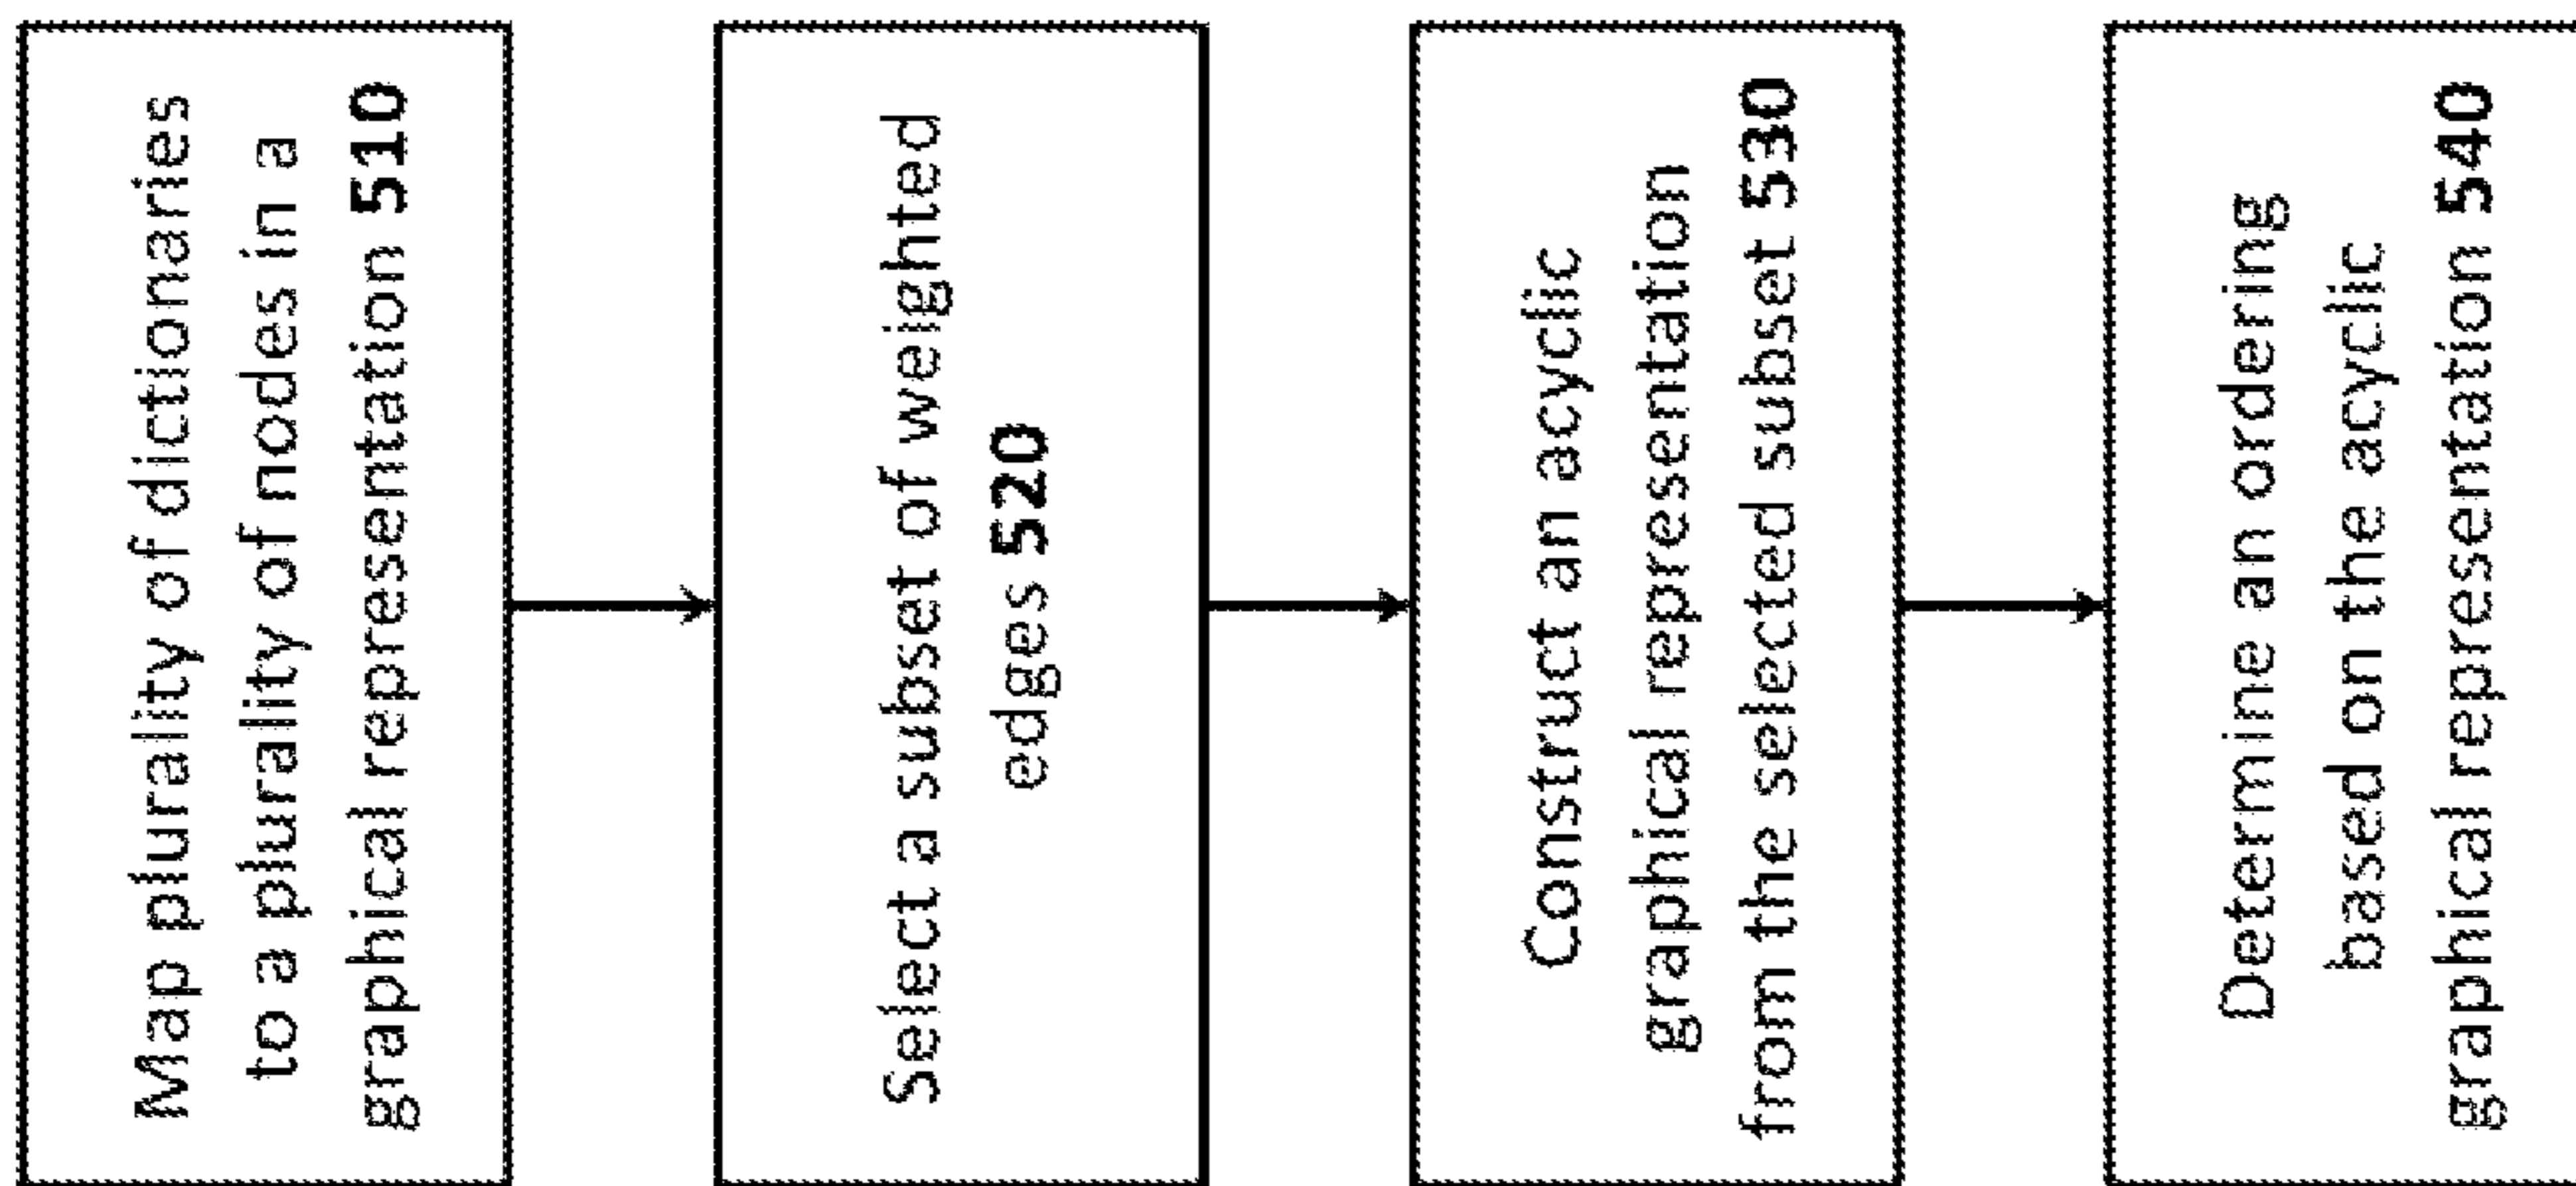 Map plurality of dictionaries
to a plurality of nodes in a
graphical representation 510
Select a subset of weighted
edges 520
Construct an acyclic
graphical representation
from the selected subset 530
Determine an ordering
based on the acyclic
graphical representation 540